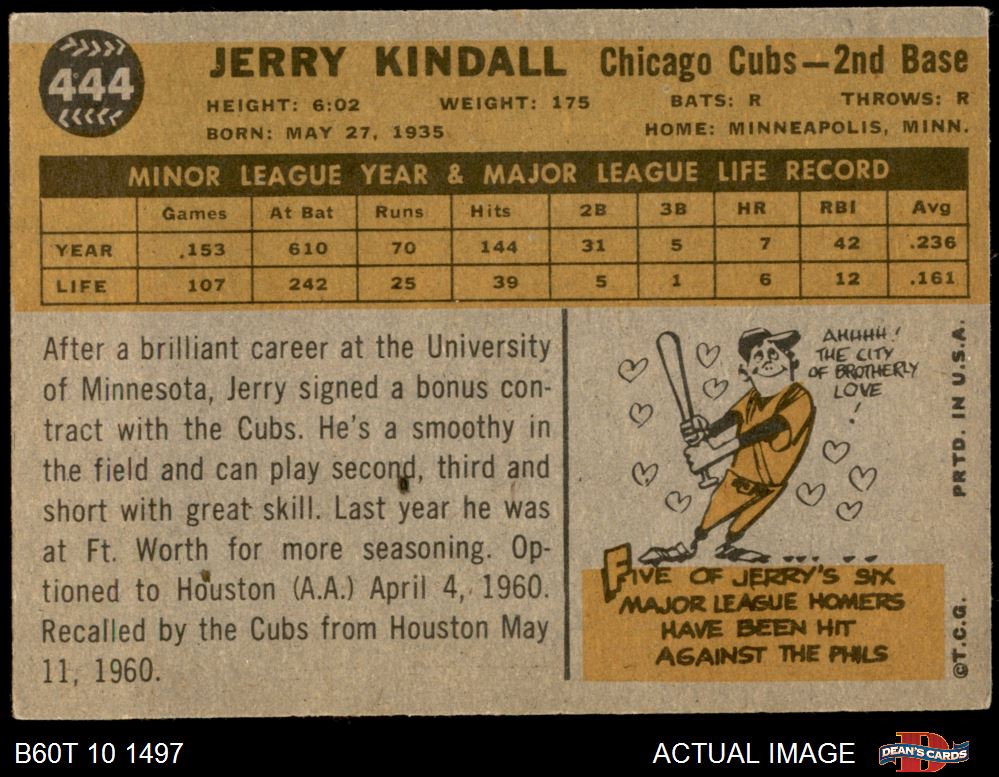 444
JERRY KINDALL Chicago Cubs—2nd Base
HEIGHT: 6:02 WEIGHT: 175 BATS: R THROWS: R
BORN: MAY 27, 1935 HOME: MINNEAPOLIS, MINN.
MINOR LEAGUE YEAR & MAJOR LEAGUE LIFE RECORD
Games At Bat Runs Hits 2B 3B HR RBI Avg
YEAR .153 610 70 144 31 5 7 42 .236
LIFE 107 242 25 39 5 1 6 12 .161
After a brilliant career at the University
of Minnesota, Jerry signed a bonus con-
tract with the Cubs. He's a smoothy in
the field and can play second, third and
short with great skill. Last year he was
at Ft. Worth for more seasoning. Op-
tioned to Houston (A.A.) April 4, 1960.
Recalled by the Cubs from Houston May
11, 1960.
AHHHH!
THE CITY
OF BROTHERLY
LOVE
!
FIVE OF JERRY'S SIX
MAJOR LEAGUE HOMERS
HAVE BEEN HIT
AGAINST THE PHILS
©T.C.G. PRTD. IN U.S.A.
B60T 10 1497 ACTUAL IMAGE DEAN'S CARDS